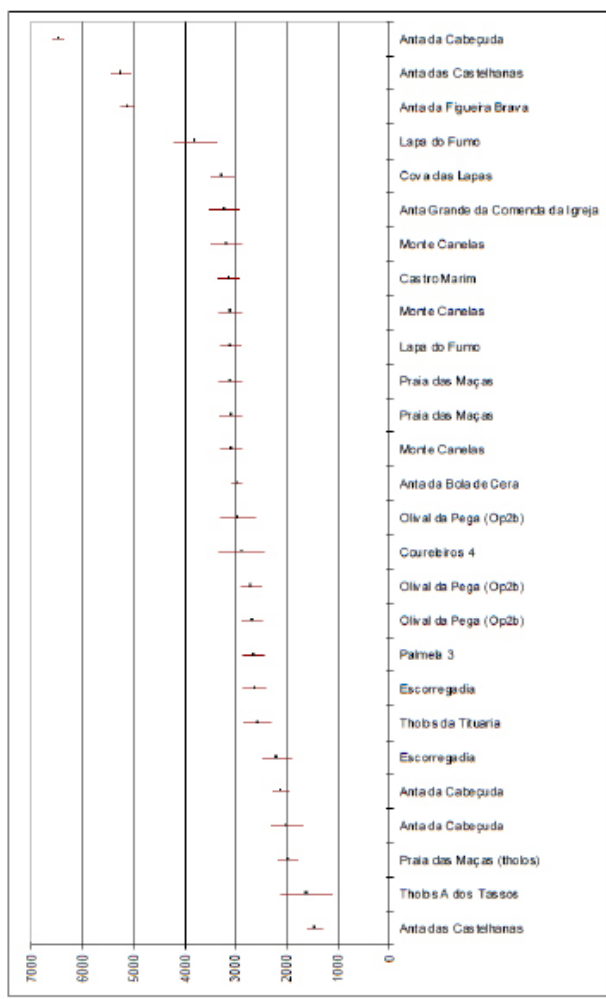 Anta da Cabeçuda
Anta das Castelhanas
Anta da Figueira Brava
Lapa do Fumo
Cova das Lapas
Anta Grande da Comenda da Igreja
Monte Canelas
Castro Marim
Monte Canelas
Lapa do Fumo
Praia das Maças
Praia das Maças
Monte Canelas
Anta da Bola de Cera
Olival da Pega (Op2b)
Coureleiros 4
Olival da Pega (Op2b)
Olival da Pega (Op2b)
Palmela 3
Escorregadia
Tholos da Tituaria
Escorregadia
Anta da Cabeçuda
Anta da Cabeçuda
Praia das Maças (tholos)
Tholos A dos Tassos
Anta das Castelhanas
7000
6000
5000
4000
3000
2000
1000
0